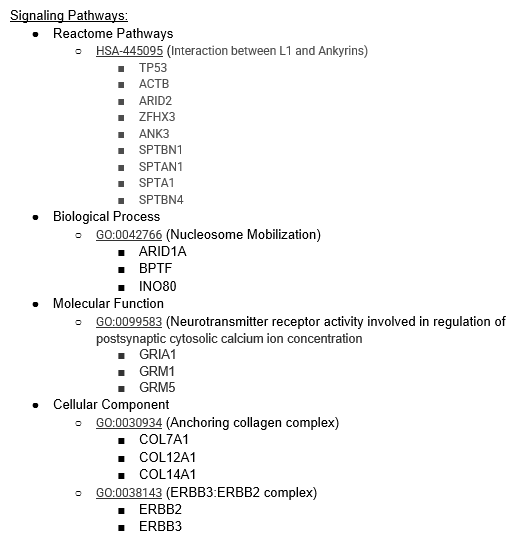 Signaling Pathways:
● Reactome Pathways
○ HSA-445095 (Interaction between L1 and Ankyrins)
■ TP53
■ ACTB
■ ARID2
■ ZFHX3
■ ANK3
■ SPTBN1
■ SPTAN1
■ SPTA1
■ SPTBN4
● Biological Process
○ GO:0042766 (Nucleosome Mobilization)
■ ARID1A
■ BPTF
■ INO80
● Molecular Function
○ GO:0099583 (Neurotransmitter receptor activity involved in regulation of
postsynaptic cytosolic calcium ion concentration
■ GRIA1
■ GRM1
■ GRM5
● Cellular Component
○ GO:0030934 (Anchoring collagen complex)
■ COL7A1
■ COL12A1
■ COL14A1
○ GO:0038143 (ERBB3:ERBB2 complex)
■ ERBB2
■ ERBB3